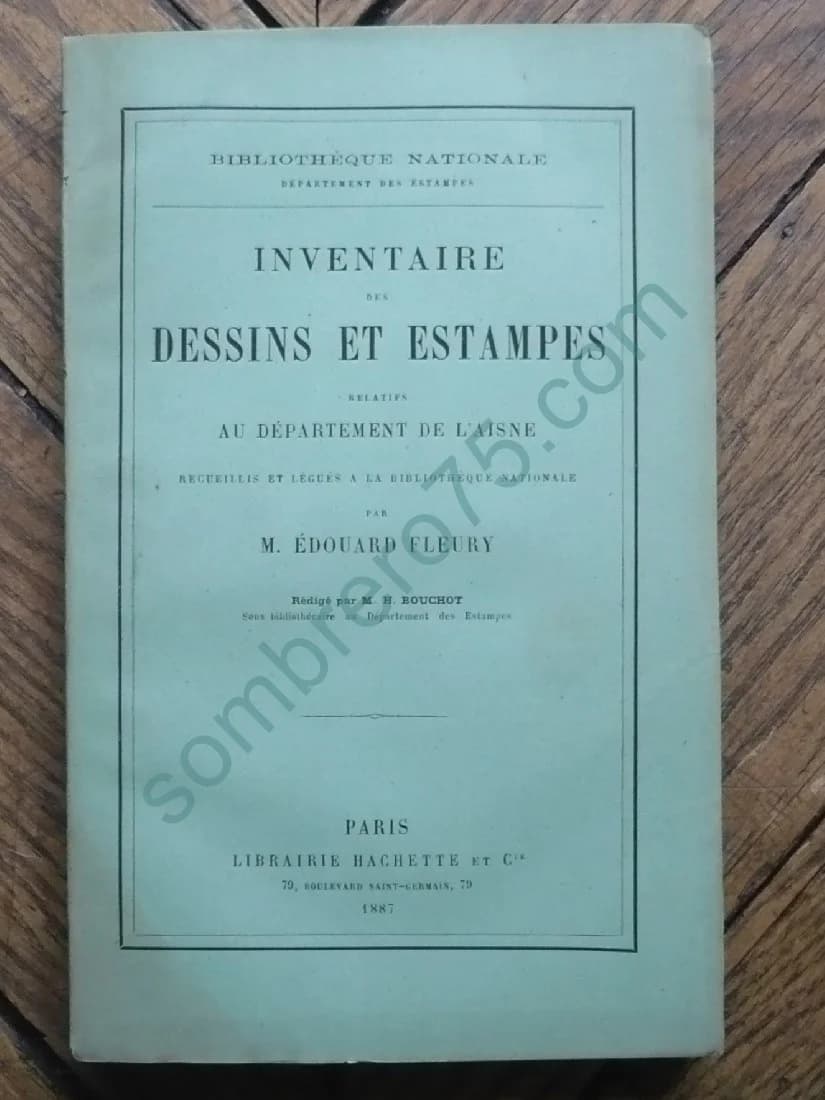 BIBLIOTHÈQUE NATIONALE
DÉPARTEMENT DES ESTAMPES
INVENTAIRE
DES
DESSINS ET ESTAMPES
RELATIFS
AU DÉPARTEMENT DE L'AISNE
RECUEILLIS ET LÉGUÉS A LA BIBLIOTHÈQUE NATIONALE
PAR
M. ÉDOUARD FLEURY
Rédigé par M. H. BOUCHOT
Sous-bibliothécaire au Département des Estampes
PARIS
LIBRAIRIE HACHETTE ET Cie
79, BOULEVARD SAINT-GERMAIN, 79
1887
sombrero75.com